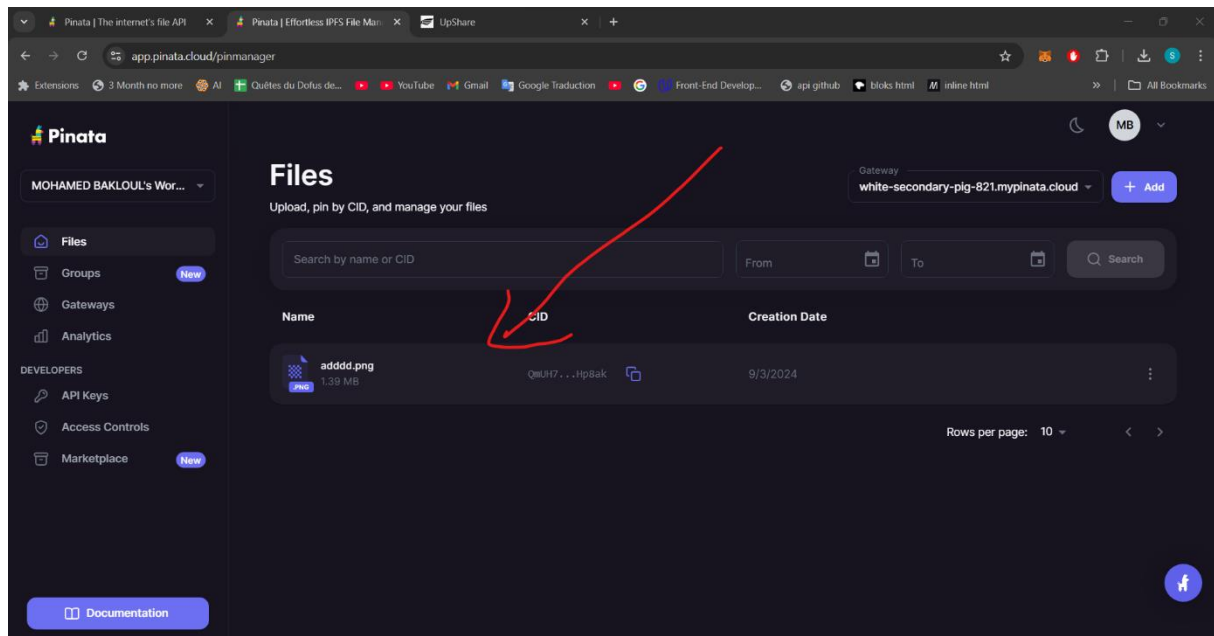 Pinata | The internet's file API
Pinata | Effortless IPFS File Man
UpShare
app.pinata.cloud/pinmanager
Extensions
3 Month no more
AI
Quêtes du Dofus de...
YouTube
Gmail
Google Traduction
Front-End Develop...
api github
bloks html
inline html
All Bookmarks
S
Pinata
MB
MOHAMED BAKLOUL's Wor...
Files
Upload, pin by CID, and manage your files
Gateway
white-secondary-pig-821.mypinata.cloud
+ Add
Files
Groups
New
Gateways
Analytics
DEVELOPERS
API Keys
Access Controls
Marketplace
New
Search by name or CID
From
To
Search
Name
CID
Creation Date
PNG
adddd.png
1.39 MB
QmUH7...HpBak
9/3/2024
Rows per page: 10
Documentation